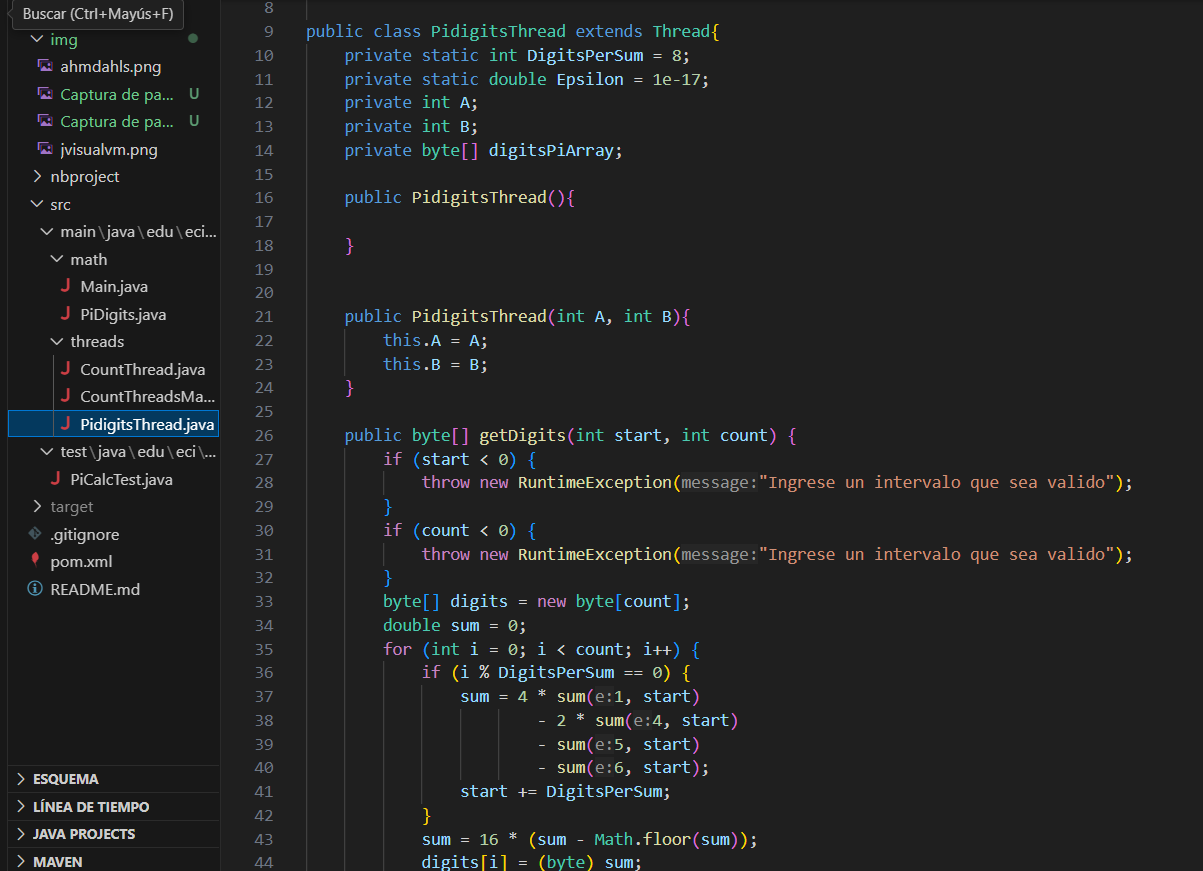 Buscar (Ctrl+Mayús+F)
img
ahmdahls.png
Captura de pa... U
Captura de pa... U
jvisualvm.png
nbproject
src
main\java\edu\eci...
math
Main.java
PiDigits.java
threads
CountThread.java
CountThreadsMa...
PidigitsThread.java
test\java\edu\eci\...
PiCalcTest.java
target
.gitignore
pom.xml
README.md
ESQUEMA
LÍNEA DE TIEMPO
JAVA PROJECTS
MAVEN
8
9 public class PidigitsThread extends Thread{
10 private static int DigitsPerSum = 8;
11 private static double Epsilon = 1e-17;
12 private int A;
13 private int B;
14 private byte[] digitsPiArray;
15
16 public PidigitsThread(){
17
18 }
19
20
21 public PidigitsThread(int A, int B){
22 this.A = A;
23 this.B = B;
24 }
25
26 public byte[] getDigits(int start, int count) {
27 if (start < 0) {
28 throw new RuntimeException(message:"Ingrese un intervalo que sea valido");
29 }
30 if (count < 0) {
31 throw new RuntimeException(message:"Ingrese un intervalo que sea valido");
32 }
33 byte[] digits = new byte[count];
34 double sum = 0;
35 for (int i = 0; i < count; i++) {
36 if (i % DigitsPerSum == 0) {
37 sum = 4 * sum(e:1, start)
38 - 2 * sum(e:4, start)
39 - sum(e:5, start)
40 - sum(e:6, start);
41 start += DigitsPerSum;
42 }
43 sum = 16 * (sum - Math.floor(sum));
44 digits[i] = (byte) sum;